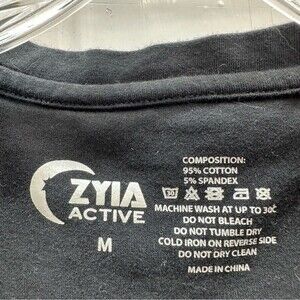 ZYIA
ACTIVE
M
COMPOSITION:
95% COTTON
5% SPANDEX
30
MACHINE WASH AT UP TO 30C
DO NOT BLEACH
DO NOT TUMBLE DRY
COLD IRON ON REVERSE SIDE
DO NOT DRY CLEAN
MADE IN CHINA